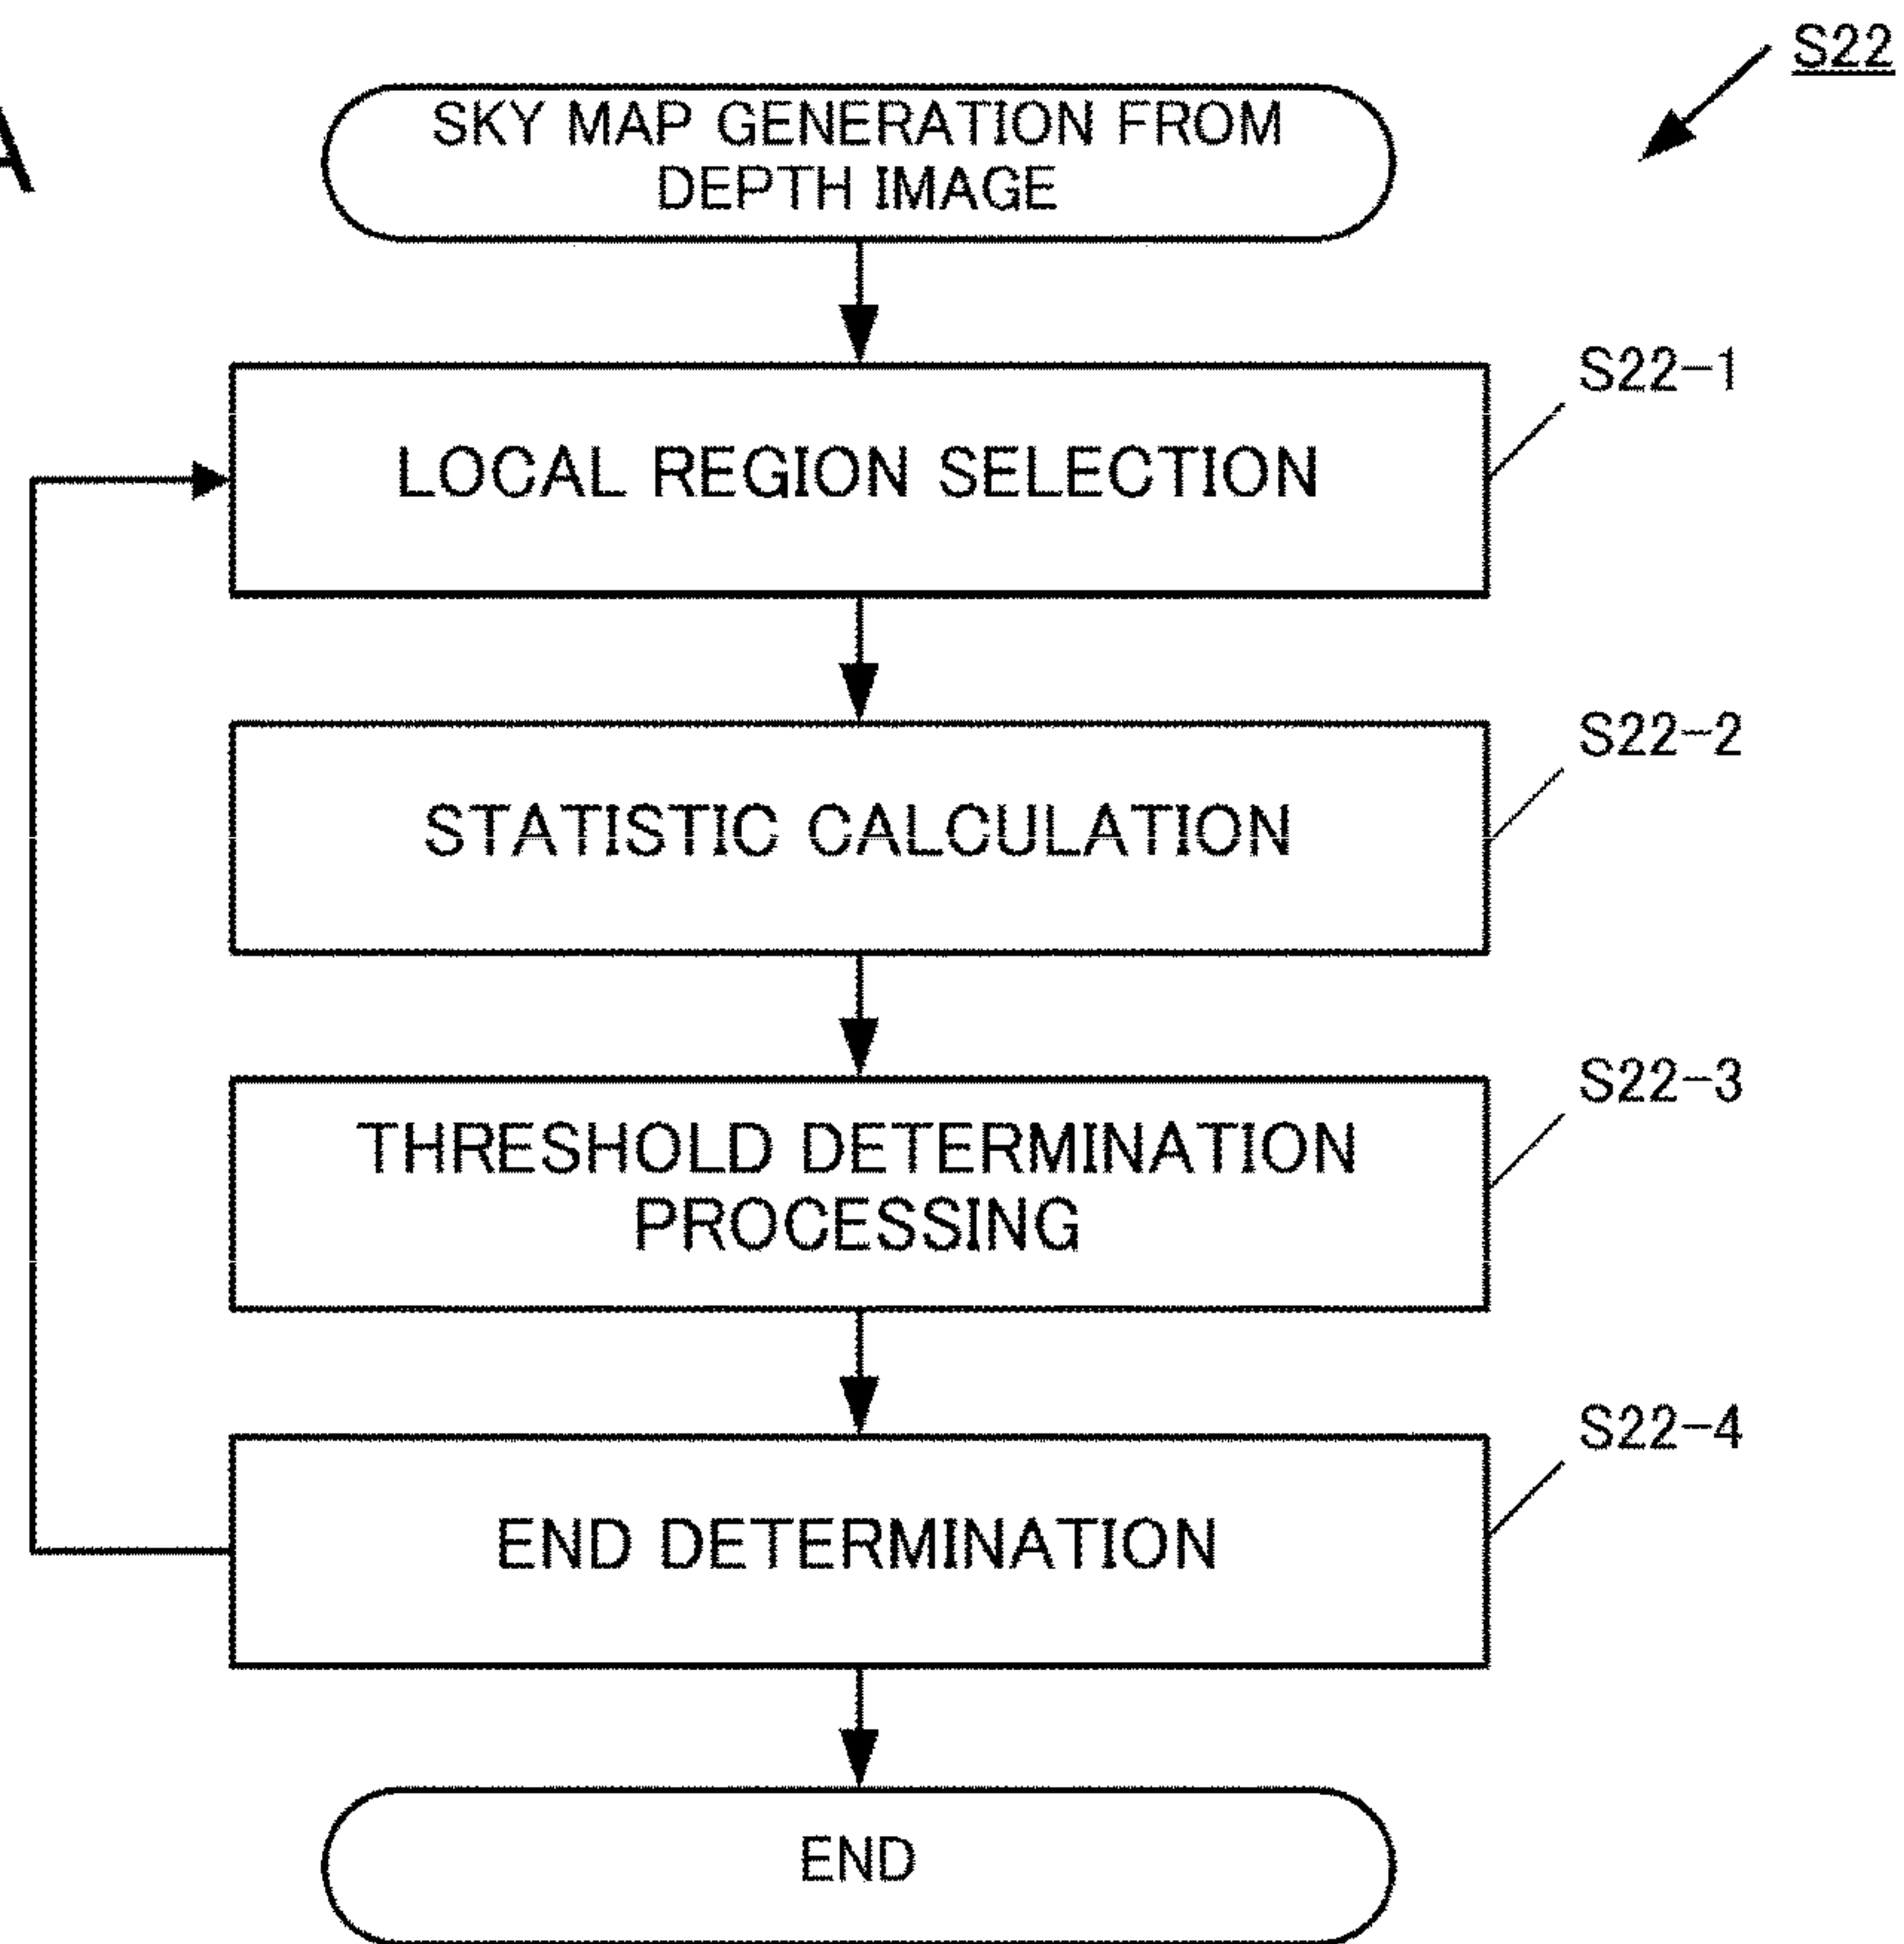 S22
A
SKY MAP GENERATION FROM
DEPTH IMAGE
S22-1
LOCAL REGION SELECTION
S22-2
STATISTIC CALCULATION
S22-3
THRESHOLD DETERMINATION
PROCESSING
S22-4
END DETERMINATION
END